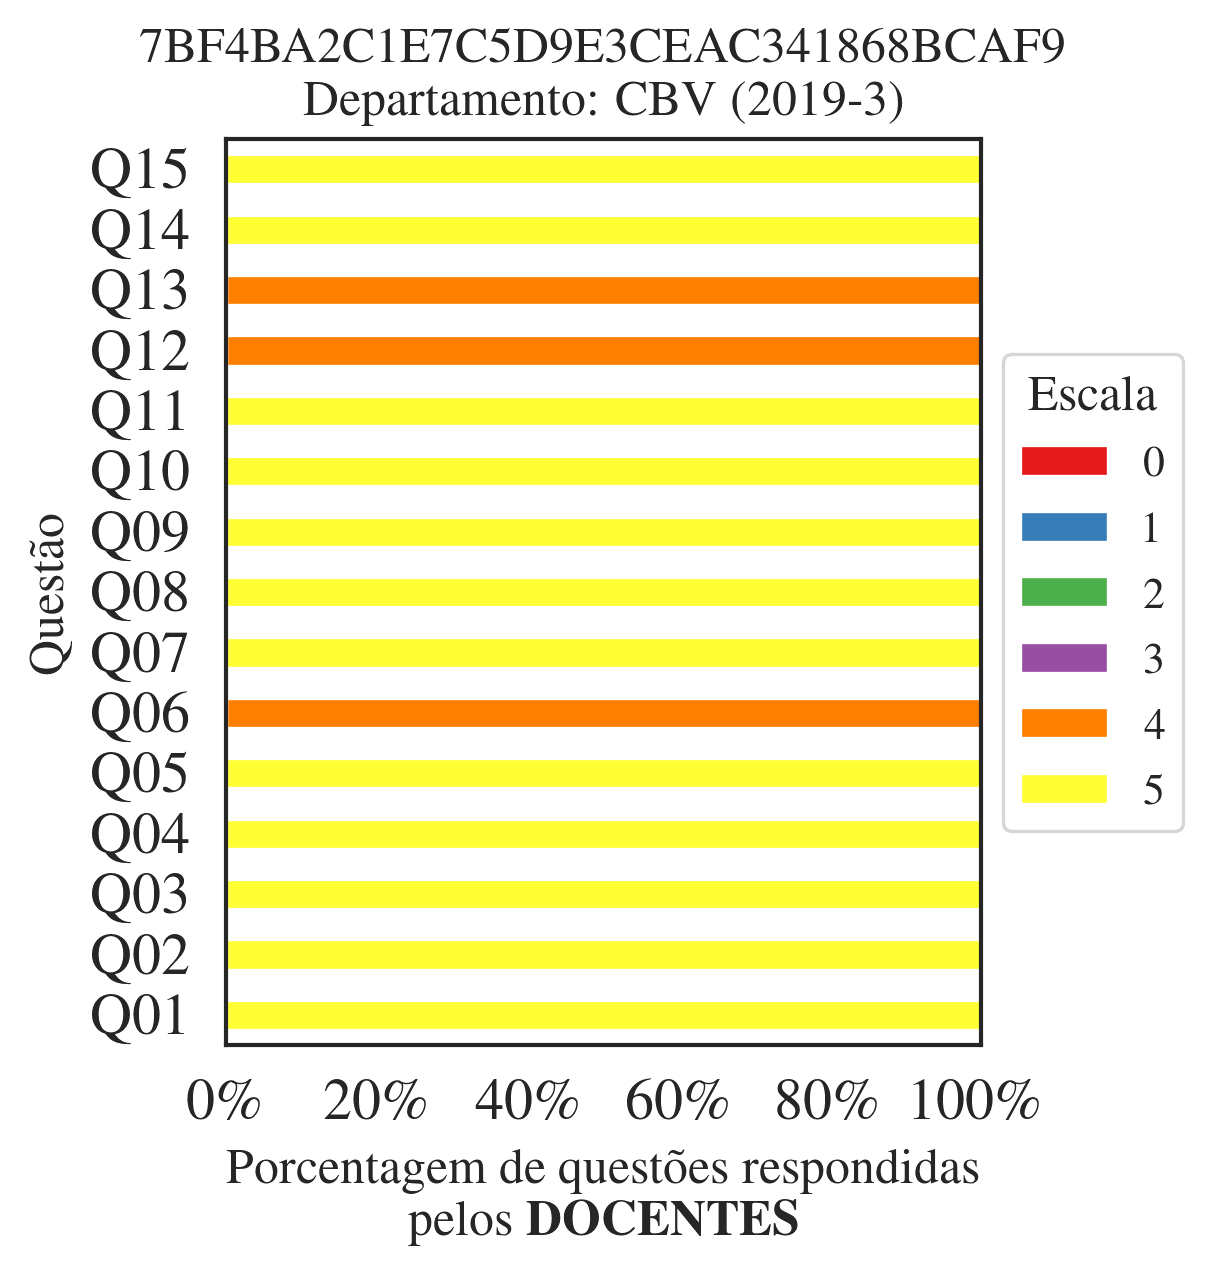 7BF4BA2C1E7C5D9E3CEAC341868BCAF9
Departamento: CBV (2019-3)
Q15
Q14
Q13
Q12
Q11
Q10
Q09
Q08
Q07
Q06
Q05
Q04
Q03
Q02
Q01
Questão
0% 20% 40% 60% 80% 100%
Porcentagem de questões respondidas
pelos DOCENTES
Escala
0
1
2
3
4
5